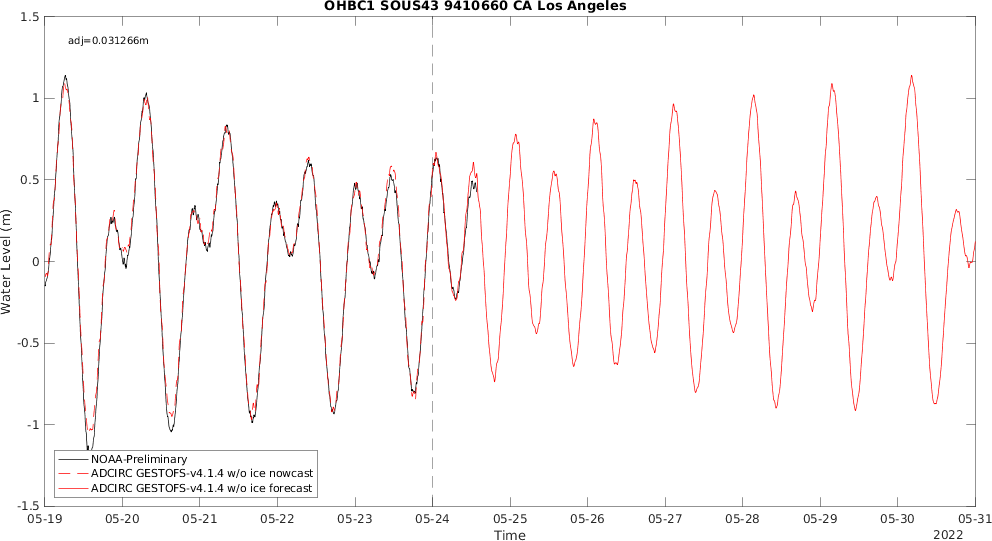 OHBC1 SOUS43 9410660 CA Los Angeles
adj=0.031266m
1.5
1
0.5
0
-0.5
-1
-1.5
Water Level (m)
NOAA-Preliminary
ADCIRC GESTOFS-v4.1.4 w/o ice nowcast
ADCIRC GESTOFS-v4.1.4 w/o ice forecast
05-19 05-20 05-21 05-22 05-23 05-24 05-25 05-26 05-27 05-28 05-29 05-30 05-31
Time
2022